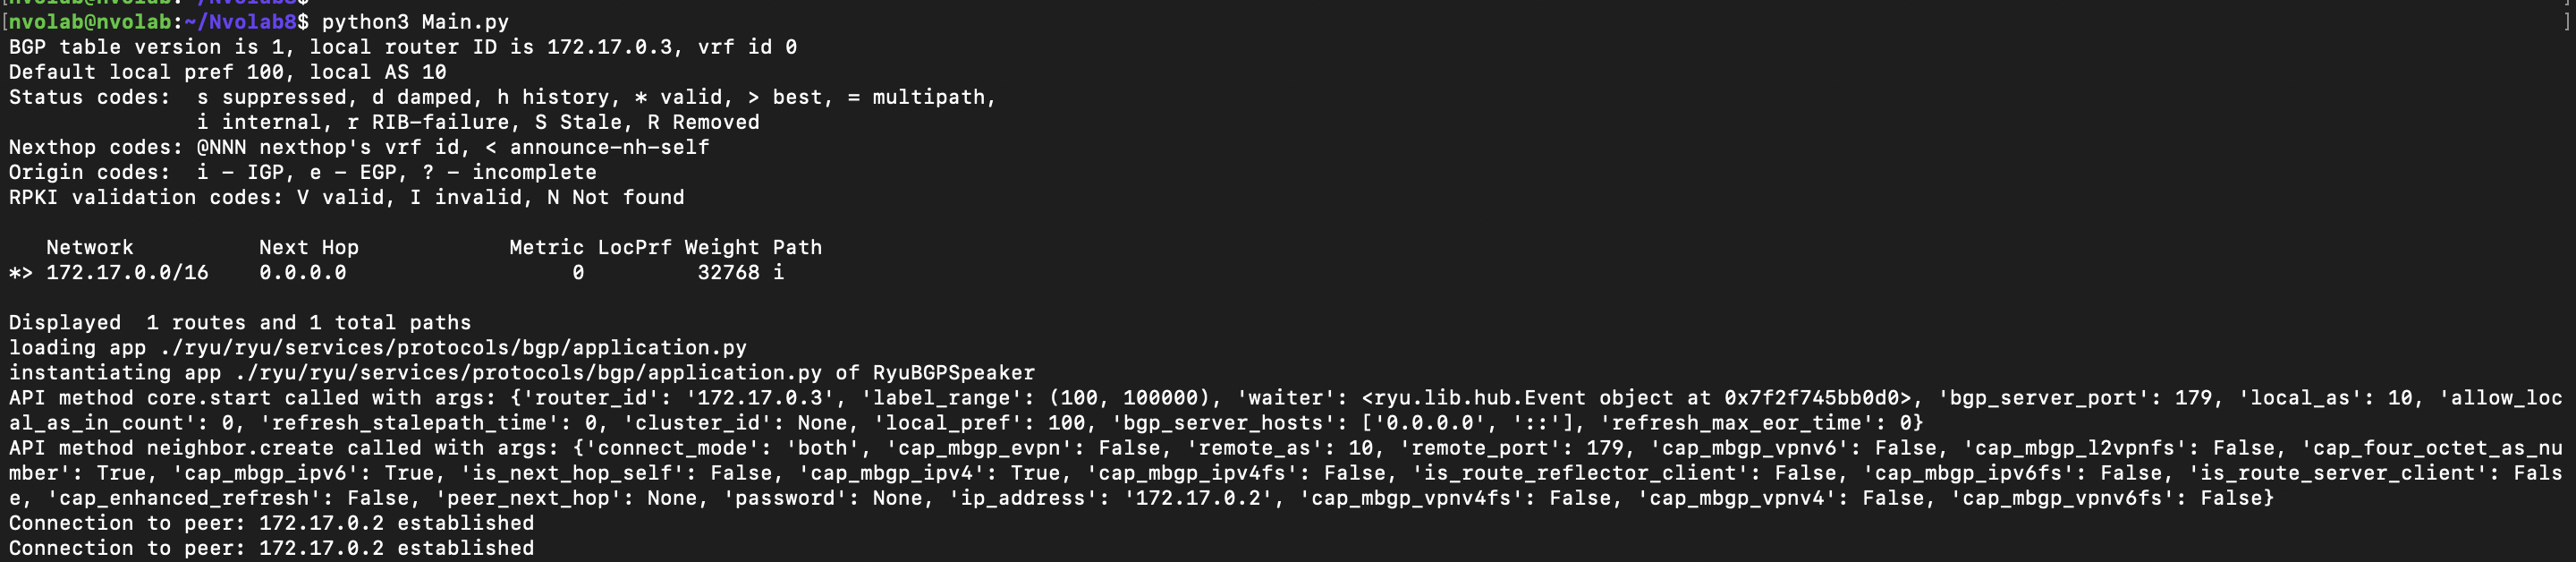 [nvolab@nvolab:~/Nvolab8$ python3 Main.py ]
BGP table version is 1, local router ID is 172.17.0.3, vrf id 0
Default local pref 100, local AS 10
Status codes:  s suppressed, d damped, h history, * valid, > best, = multipath,
               i internal, r RIB-failure, S Stale, R Removed
Nexthop codes: @NNN nexthop's vrf id, < announce-nh-self
Origin codes:  i - IGP, e - EGP, ? - incomplete
RPKI validation codes: V valid, I invalid, N Not found

   Network          Next Hop            Metric LocPrf Weight Path
*> 172.17.0.0/16    0.0.0.0                  0         32768 i

Displayed  1 routes and 1 total paths
loading app ./ryu/ryu/services/protocols/bgp/application.py
instantiating app ./ryu/ryu/services/protocols/bgp/application.py of RyuBGPSpeaker
API method core.start called with args: {'router_id': '172.17.0.3', 'label_range': (100, 100000), 'waiter': <ryu.lib.hub.Event object at 0x7f2f745bb0d0>, 'bgp_server_port': 179, 'local_as': 10, 'allow_loc
al_as_in_count': 0, 'refresh_stalepath_time': 0, 'cluster_id': None, 'local_pref': 100, 'bgp_server_hosts': ['0.0.0.0', '::'], 'refresh_max_eor_time': 0}
API method neighbor.create called with args: {'connect_mode': 'both', 'cap_mbgp_evpn': False, 'remote_as': 10, 'remote_port': 179, 'cap_mbgp_vpnv6': False, 'cap_mbgp_l2vpnfs': False, 'cap_four_octet_as_nu
mber': True, 'cap_mbgp_ipv6': True, 'is_next_hop_self': False, 'cap_mbgp_ipv4': True, 'cap_mbgp_ipv4fs': False, 'is_route_reflector_client': False, 'cap_mbgp_ipv6fs': False, 'is_route_server_client': Fals
e, 'cap_enhanced_refresh': False, 'peer_next_hop': None, 'password': None, 'ip_address': '172.17.0.2', 'cap_mbgp_vpnv4fs': False, 'cap_mbgp_vpnv4': False, 'cap_mbgp_vpnv6fs': False}
Connection to peer: 172.17.0.2 established
Connection to peer: 172.17.0.2 established